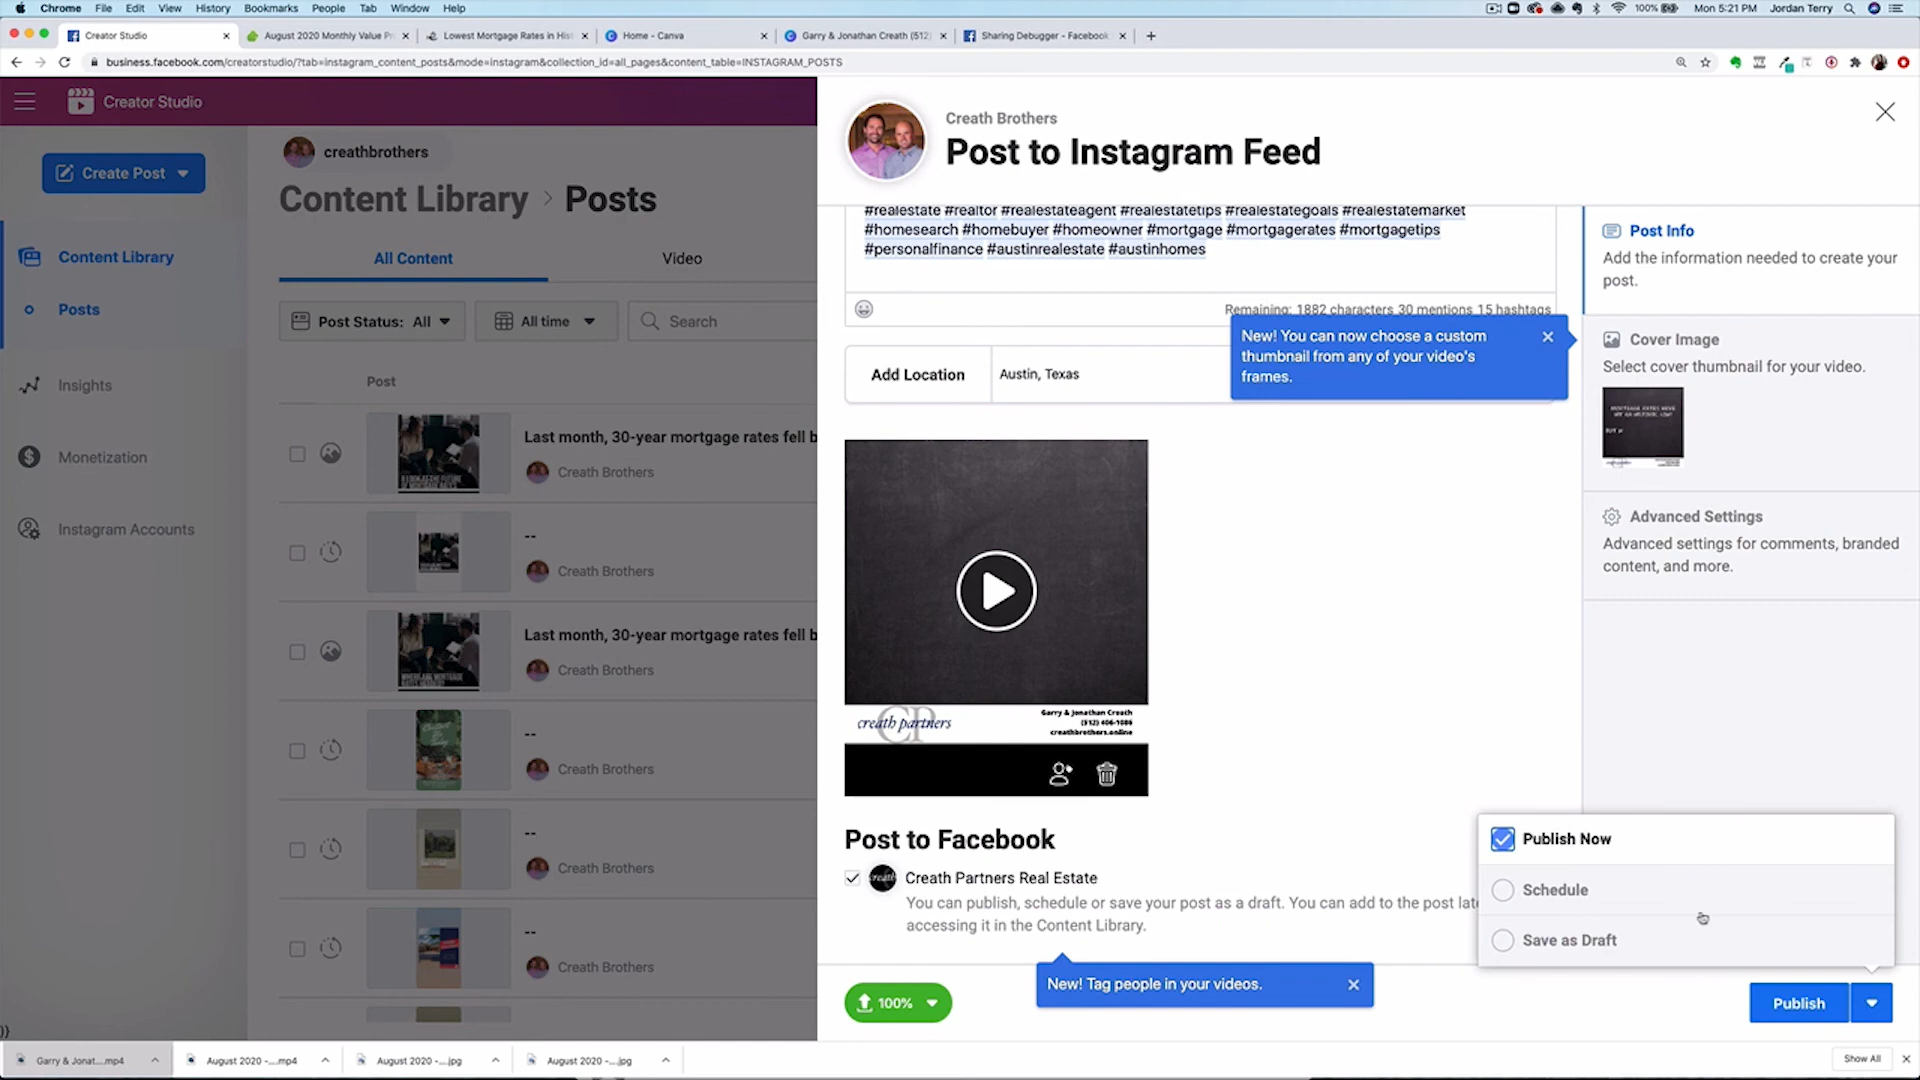 Chrome File Edit View History Bookmarks People Tab Window Help
100% Mon 5:21 PM Jordan Terry
Creator Studio
August 2020 Monthly Value Pr
Lowest Mortgage Rates in Hist
Home - Canva
Garry & Jonathan Creath (512)
Sharing Debugger - Facebook
business.facebook.com/creatorstudio/?tab=instagram_content_posts&mode=instagram&collection_id=all_pages&content_table=INSTAGRAM_POSTS
Creator Studio
Create Post
Content Library
Posts
Insights
Monetization
Instagram Accounts
creathbrothers
Content Library > Posts
All Content
Video
Post Status: All
All time
Search
Post
Last month, 30-year mortgage rates fell b
Creath Brothers
--
Creath Brothers
Last month, 30-year mortgage rates fell b
Creath Brothers
--
Creath Brothers
--
Creath Brothers
--
Creath Brothers
Creath Brothers
Post to Instagram Feed
#realestate #realtor #realestateagent #realestatetips #realestategoals #realestatemarket
#homesearch #homebuyer #homeowner #mortgage #mortgagerates #mortgagetips
#personalfinance #austinrealestate #austinhomes
Remaining: 1882 characters 30 mentions 15 hashtags
New! You can now choose a custom
thumbnail from any of your video's
frames.
Add Location
Austin, Texas
creath partners
CP
Garry & Jonathan Creath
(512) 406-1086
creathbrothers.online
Post to Facebook
creath
Creath Partners Real Estate
You can publish, schedule or save your post as a draft. You can add to the post late
accessing it in the Content Library.
New! Tag people in your videos.
100%
Post Info
Add the information needed to create your
post.
Cover Image
Select cover thumbnail for your video.
Advanced Settings
Advanced settings for comments, branded
content, and more.
Publish Now
Schedule
Save as Draft
Publish
))
Garry & Jonat....mp4
August 2020 -....mp4
August 2020 -....jpg
August 2020 -....jpg
Show All